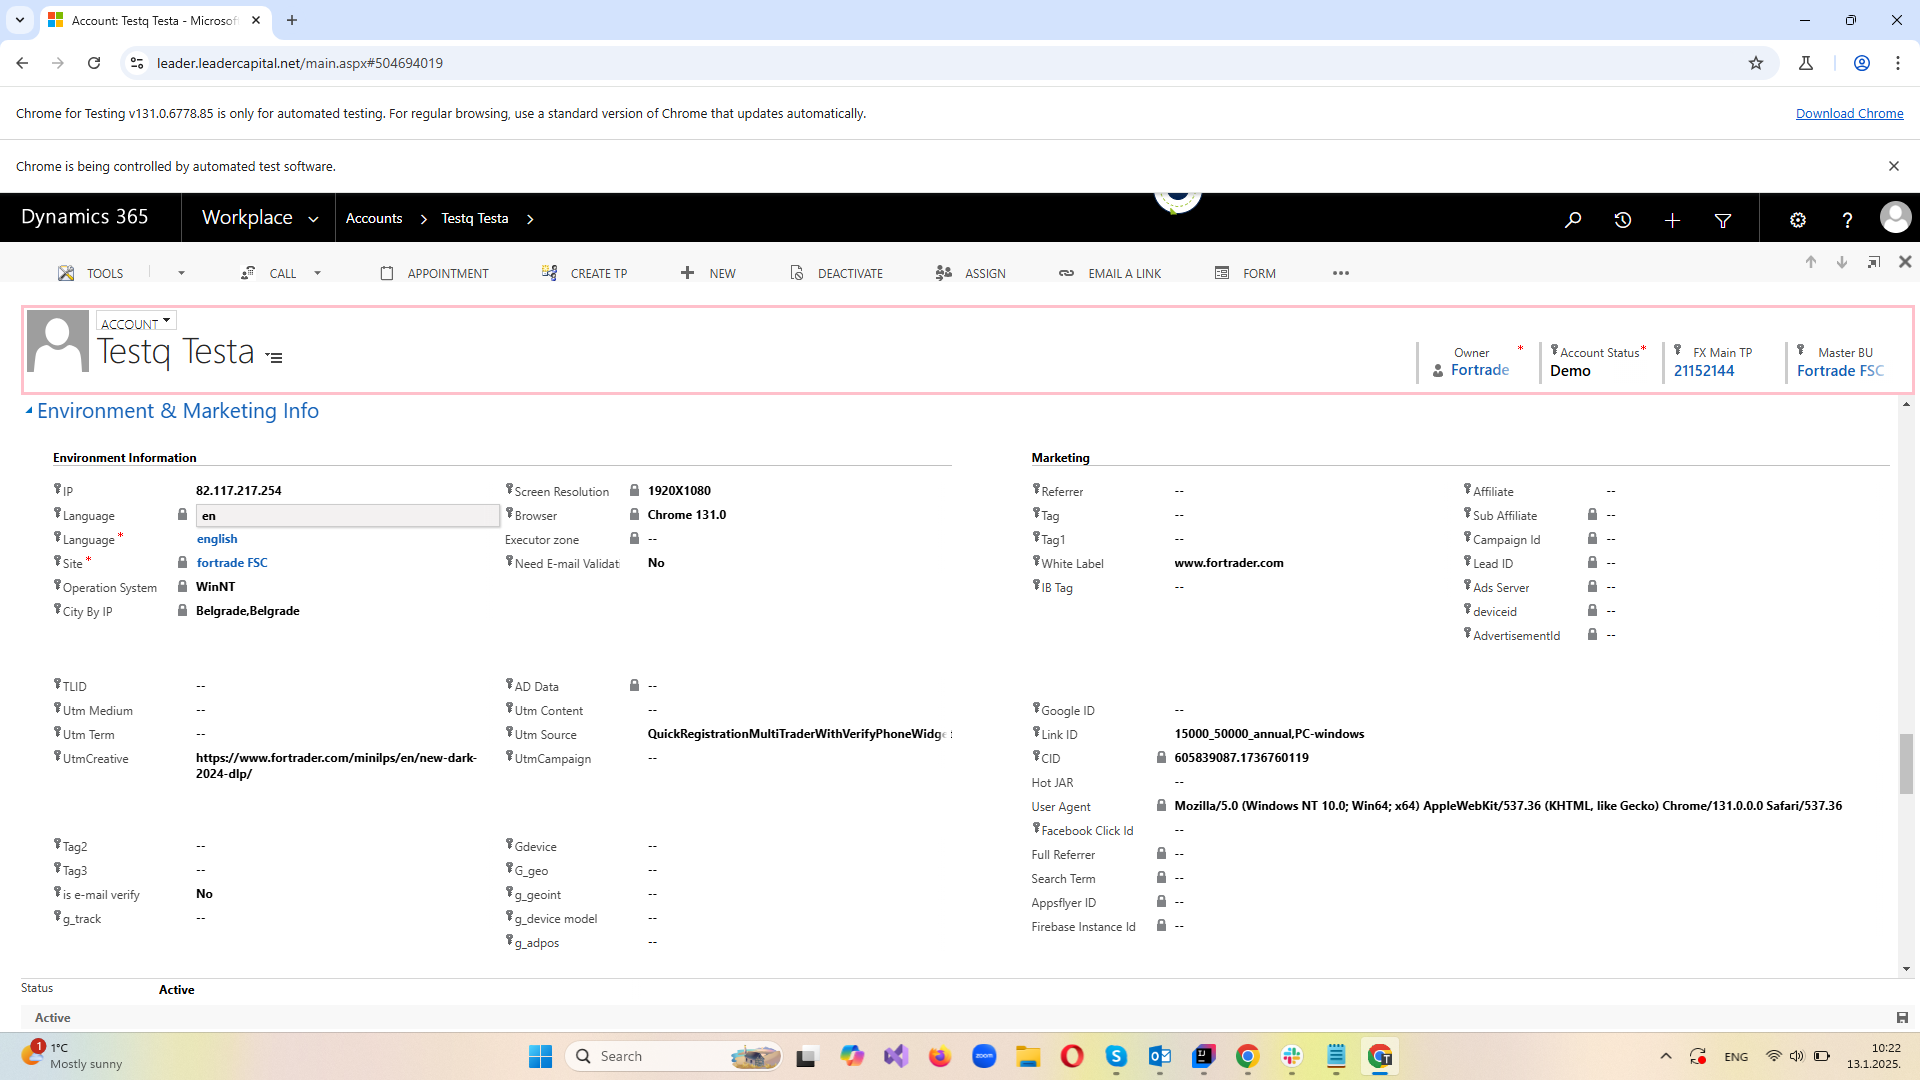 Account: Testq Testa - Microsof
leader.leadercapital.net/main.aspx#504694019
Chrome for Testing v131.0.6778.85 is only for automated testing. For regular browsing, use a standard version of Chrome that updates automatically.
Download Chrome
Chrome is being controlled by automated test software.
Dynamics 365
Workplace
Accounts
Testq Testa
TOOLS
CALL
APPOINTMENT
CREATE TP
NEW
DEACTIVATE
ASSIGN
EMAIL A LINK
FORM
ACCOUNT
Testq Testa
Owner *
Fortrade
Account Status*
Demo
FX Main TP
21152144
Master BU
Fortrade FSC
Environment & Marketing Info
Environment Information
IP 82.117.217.254
Language en
Language* english
Site* fortrade FSC
Operation System WinNT
City By IP Belgrade,Belgrade
Screen Resolution 1920X1080
Browser Chrome 131.0
Executor zone --
Need E-mail Validat No
Marketing
Referrer --
Tag --
Tag1 --
White Label www.fortrader.com
IB Tag --
Affiliate --
Sub Affiliate --
Campaign Id --
Lead ID --
Ads Server --
deviceid --
AdvertisementId --
TLID --
Utm Medium --
Utm Term --
UtmCreative https://www.fortrader.com/minilps/en/new-dark-
2024-dlp/
AD Data --
Utm Content --
Utm Source QuickRegistrationMultiTraderWithVerifyPhoneWidge
UtmCampaign --
Google ID --
Link ID 15000_50000_annual,PC-windows
CID 605839087.1736760119
Hot JAR --
User Agent Mozilla/5.0 (Windows NT 10.0; Win64; x64) AppleWebKit/537.36 (KHTML, like Gecko) Chrome/131.0.0.0 Safari/537.36
Facebook Click Id --
Full Referrer --
Search Term --
Appsflyer ID --
Firebase Instance Id --
Tag2 --
Tag3 --
is e-mail verify No
g_track --
Gdevice --
G_geo --
g_geoint --
g_device model --
g_adpos --
Status Active
Active
1
1°C
Mostly sunny
Search
zoom
ENG
10:22
13.1.2025.